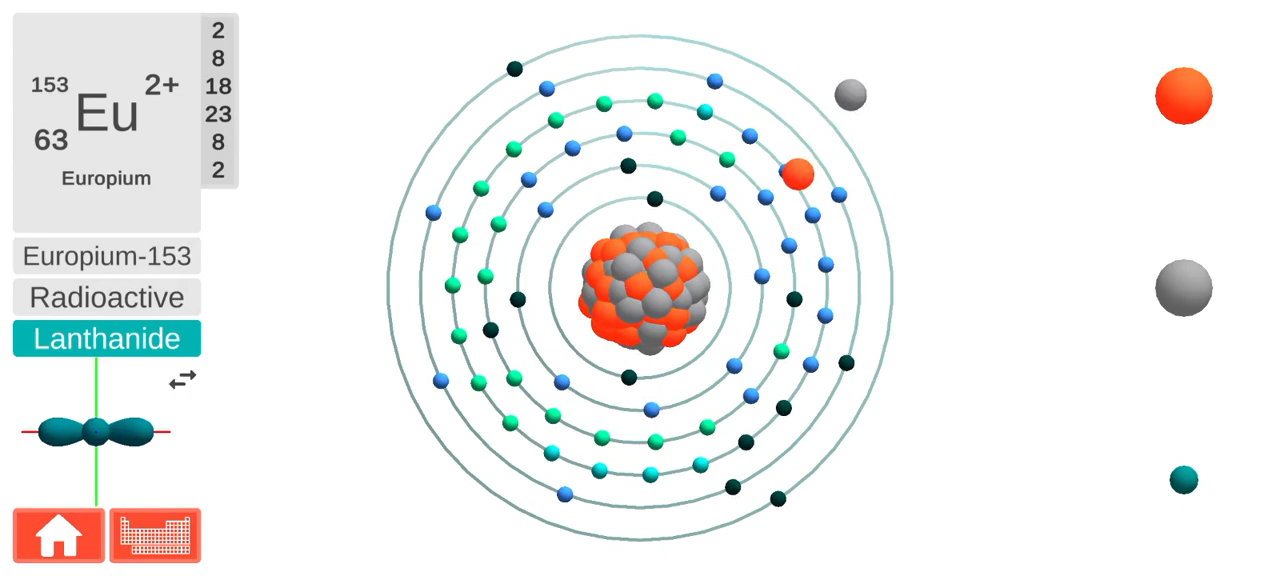 153
Eu
2+
63
Europium
2
8
18
23
8
2
Europium-153
Radioactive
Lanthanide